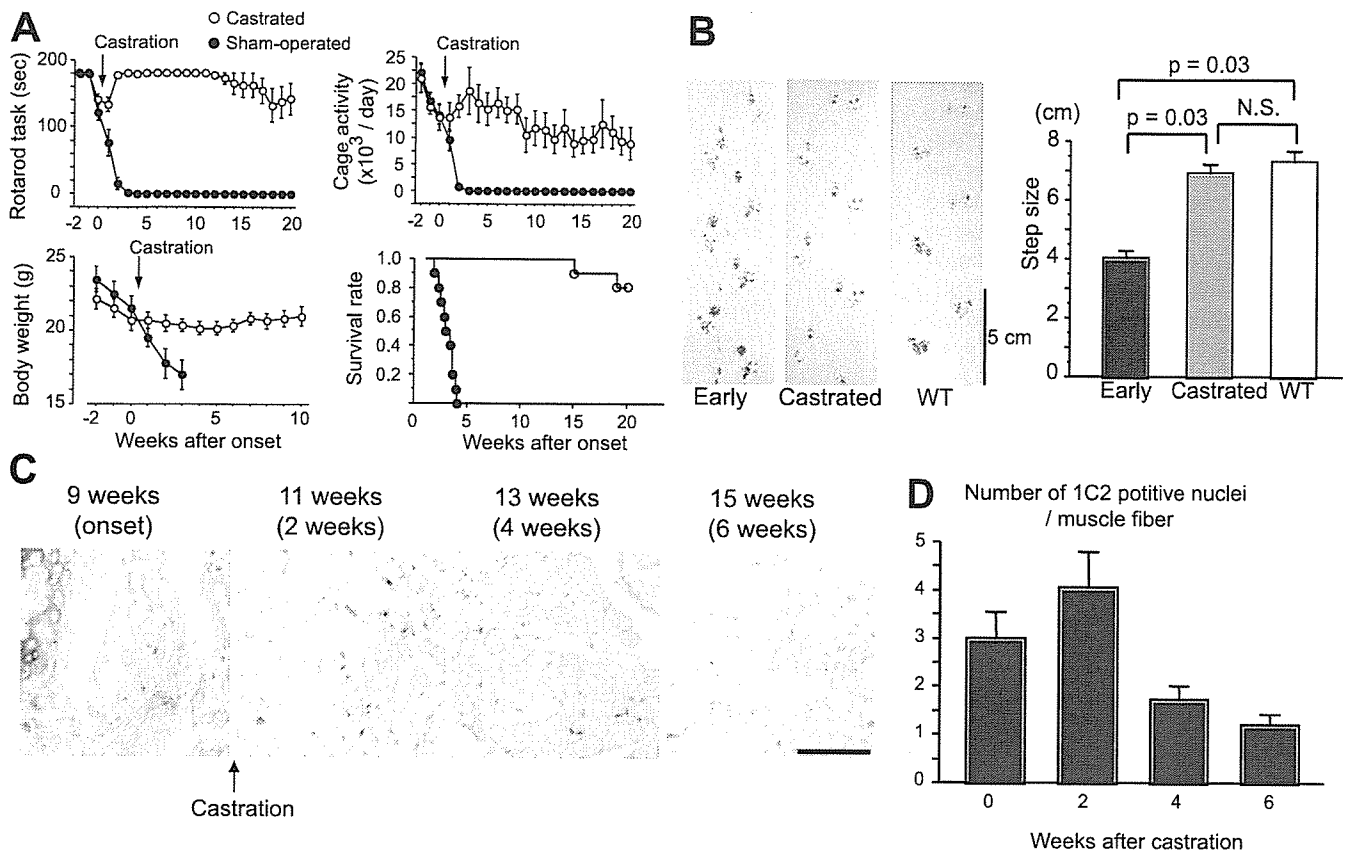 A
Castrated
Sham-operated
Castration
Rotarod task (sec)
200
100
0
-2 0 5 10 15 20
Castration
Cage activity
(x10³ / day)
25
20
15
10
5
0
-2 0 5 10 15 20
Castration
Body weight (g)
25
20
15
-2 0 5 10
Weeks after onset
Survival rate
1.0
0.8
0.6
0.4
0.2
0 5 10 15 20
Weeks after onset
B
5 cm
Early Castrated WT
p = 0.03
(cm) p = 0.03 N.S.
Step size
8
6
4
2
0
Early Castrated WT
C
9 weeks 11 weeks 13 weeks 15 weeks
(onset) (2 weeks) (4 weeks) (6 weeks)
Castration
D
Number of 1C2 potitive nuclei
/ muscle fiber
5
4
3
2
1
0
0 2 4 6
Weeks after castration